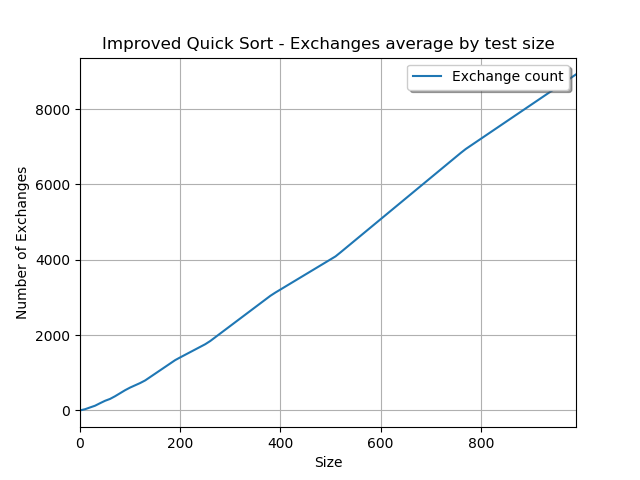 Improved Quick Sort - Exchanges average by test size
Exchange count
Number of Exchanges
8000
6000
4000
2000
0
0 200 400 600 800
Size